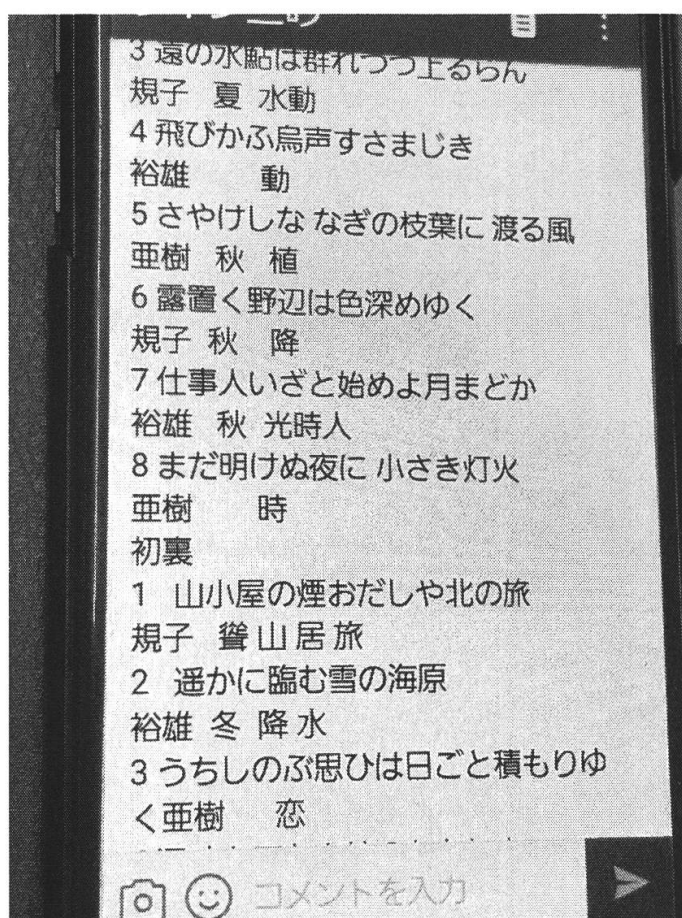 3 遠の水鮎は群れつつ上るらん
規子 夏 水動
4 飛びかふ鳥声すさまじき
裕雄 動
5 さやけしな なぎの枝葉に 渡る風
亜樹 秋 植
6 露置く野辺は色深めゆく
規子 秋 降
7 仕事人いざと始めよ月まどか
裕雄 秋 光時人
8 まだ明けぬ夜に 小さき灯火
亜樹 時
初裏
1 山小屋の煙おだしや北の旅
規子 聳 山 居 旅
2 遥かに臨む雪の海原
裕雄 冬 降 水
3 うちしのぶ思ひは日ごと積もりゆ
く亜樹 恋
コメントを入力